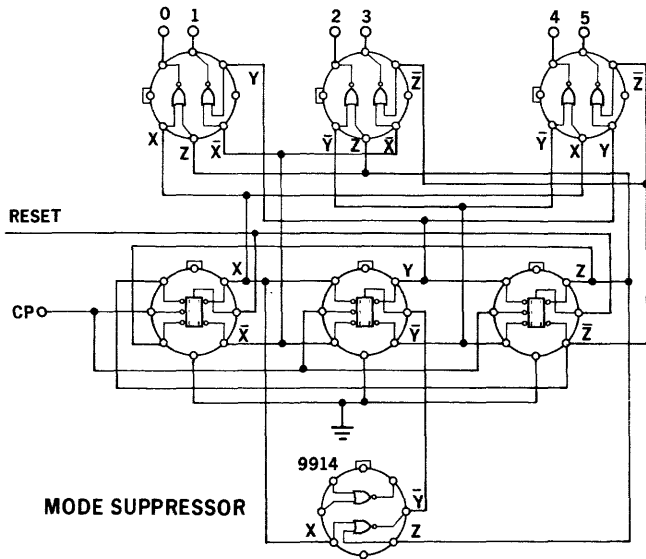 0 1 2 3 4 5
Y Z̅ Z̅
X Z X̅ Y̅ Z X̅ Y̅ X Y
RESET
X Y Z
CP
X̅ Y̅ Z̅
9914
Y̅
MODE SUPPRESSOR X Z